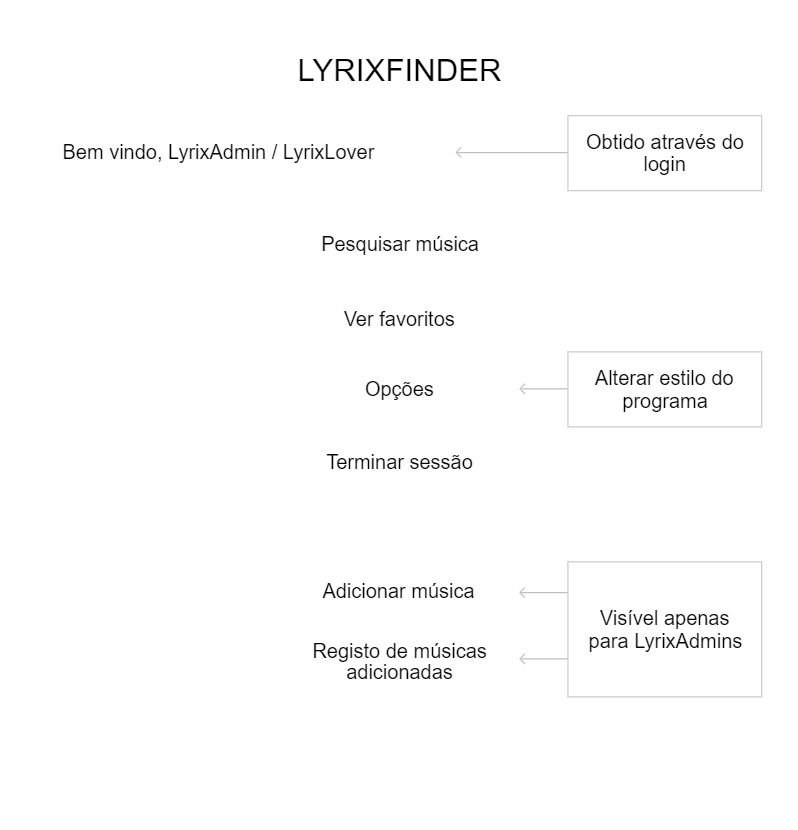 LYRIXFINDER
Bem vindo, LyrixAdmin / LyrixLover
Obtido através do
login
Pesquisar música
Ver favoritos
Opções
Alterar estilo do
programa
Terminar sessão
Adicionar música
Registo de músicas
adicionadas
Visível apenas
para LyrixAdmins